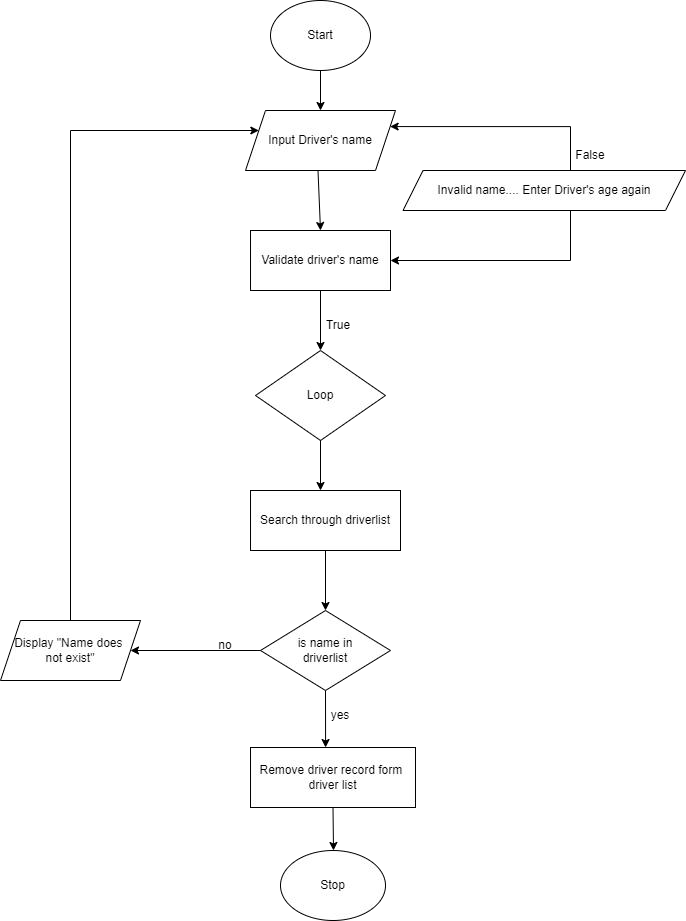 Start
Input Driver's name
False
Invalid name.... Enter Driver's age again
Validate driver's name
True
Loop
Search through driverlist
is name in
driverlist
no
Display "Name does
not exist"
yes
Remove driver record form
driver list
Stop